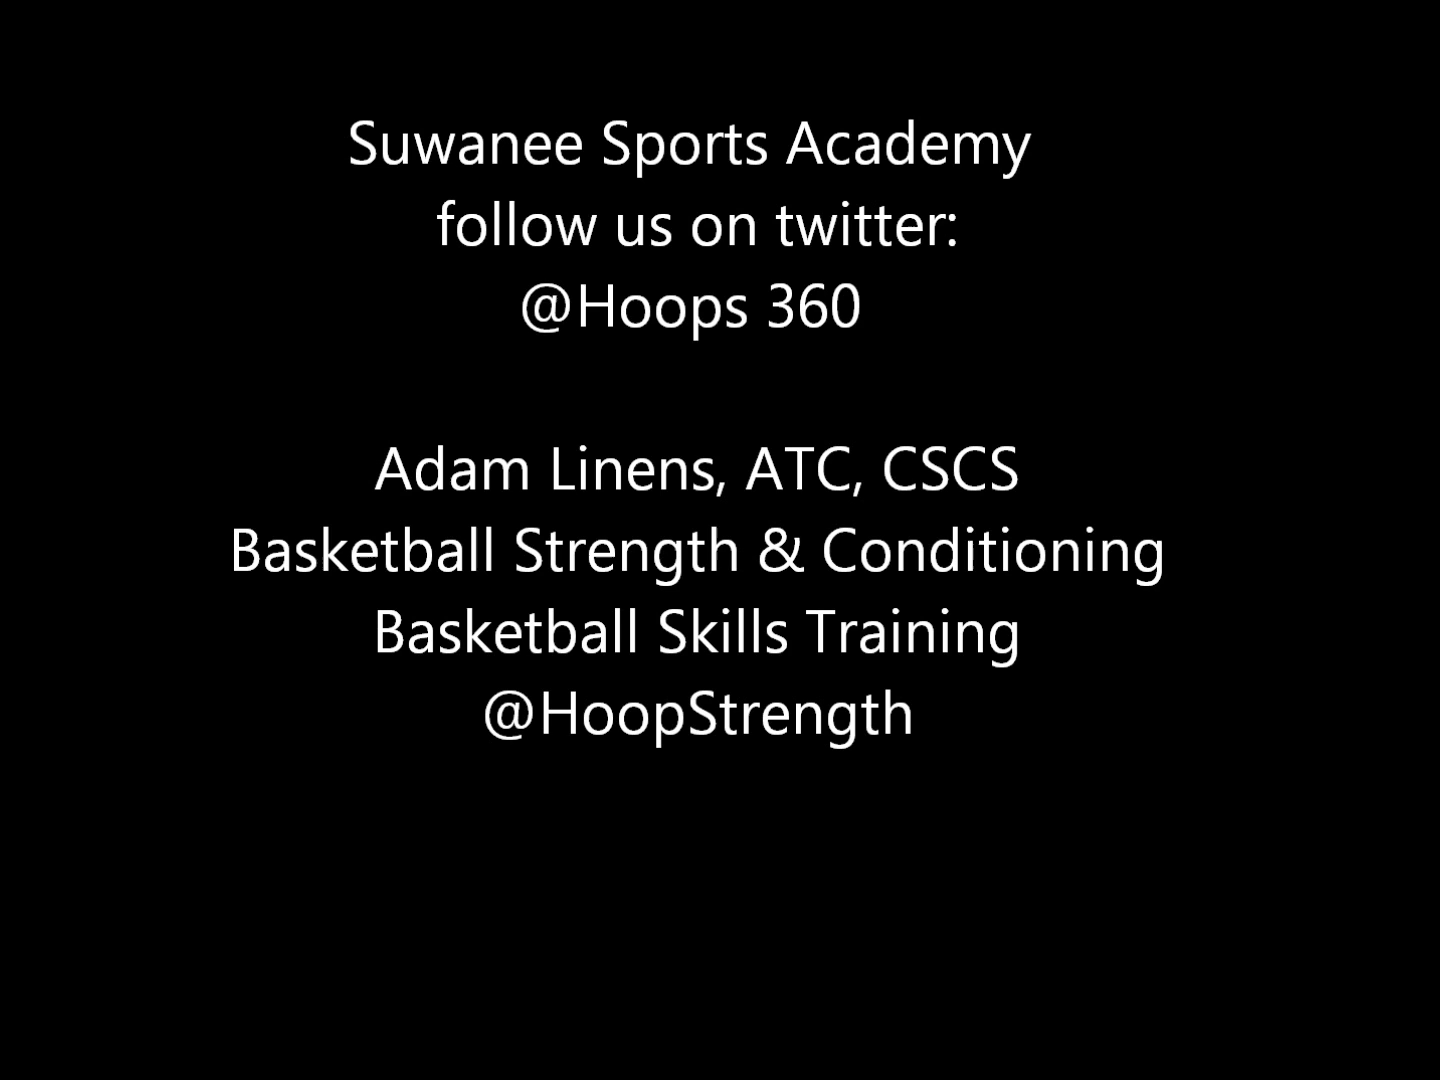 Suwanee Sports Academy
follow us on twitter:
@Hoops 360
Adam Linens, ATC, CSCS
Basketball Strength & Conditioning
Basketball Skills Training
@HoopStrength